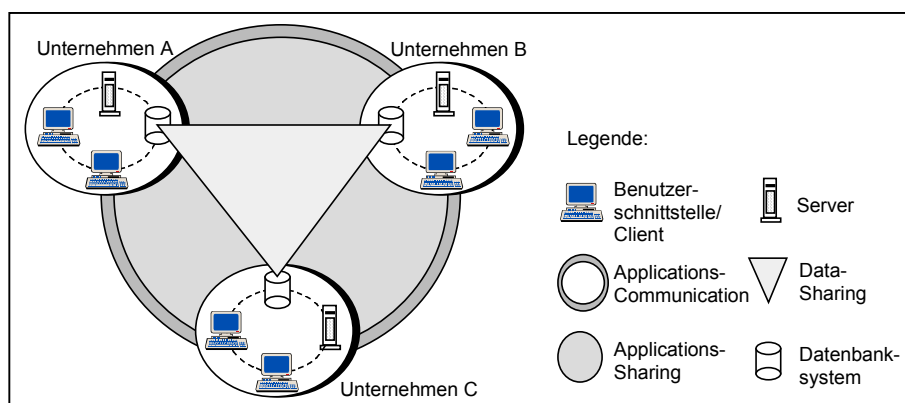 Unternehmen A
Unternehmen B
Legende:
Benutzer-
schnittstelle/
Client
Server
Applications-
Communication
Data-
Sharing
Applications-
Sharing
Datenbank-
system
Unternehmen C